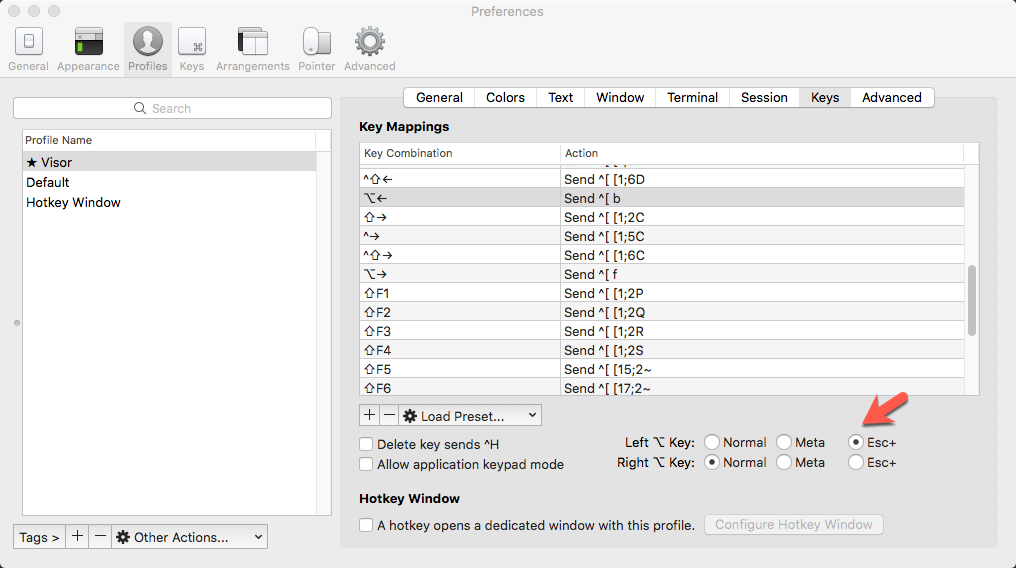 Preferences
General Appearance Profiles Keys Arrangements Pointer Advanced
Search
Profile Name
★ Visor
Default
Hotkey Window
Tags > + − Other Actions...
General Colors Text Window Terminal Session Keys Advanced
Key Mappings
Key Combination Action
^⇧← Send ^[ [1;6D
⌥← Send ^[ b
⇧→ Send ^[ [1;2C
^→ Send ^[ [1;5C
^⇧→ Send ^[ [1;6C
⌥→ Send ^[ f
⇧F1 Send ^[ [1;2P
⇧F2 Send ^[ [1;2Q
⇧F3 Send ^[ [1;2R
⇧F4 Send ^[ [1;2S
⇧F5 Send ^[ [15;2~
⇧F6 Send ^[ [17;2~
+ − Load Preset...
Delete key sends ^H
Allow application keypad mode
Left ⌥ Key: Normal Meta Esc+
Right ⌥ Key: Normal Meta Esc+
Hotkey Window
A hotkey opens a dedicated window with this profile. Configure Hotkey Window